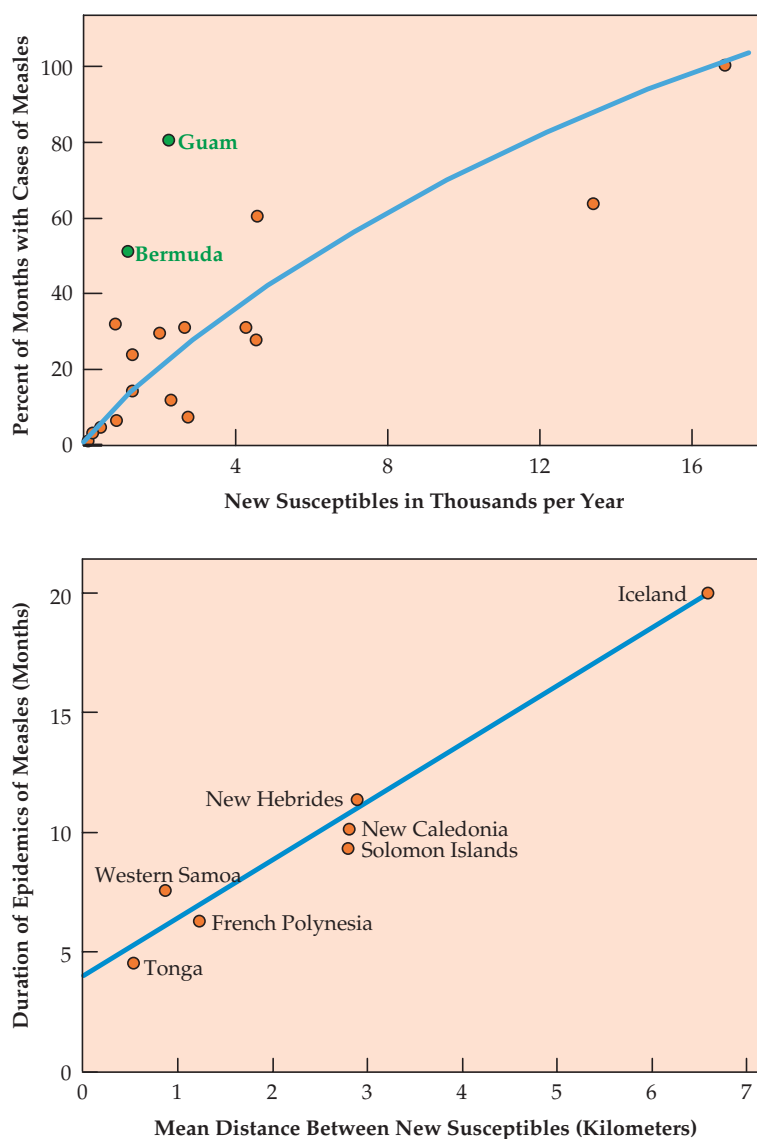 Percent of Months with Cases of Measles
100
80
60
40
20
0
Guam
Bermuda
4
8
12
16
New Susceptibles in Thousands per Year
Duration of Epidemics of Measles (Months)
20
15
10
5
0
Iceland
New Hebrides
New Caledonia
Solomon Islands
Western Samoa
French Polynesia
Tonga
0
1
2
3
4
5
6
7
Mean Distance Between New Susceptibles (Kilometers)